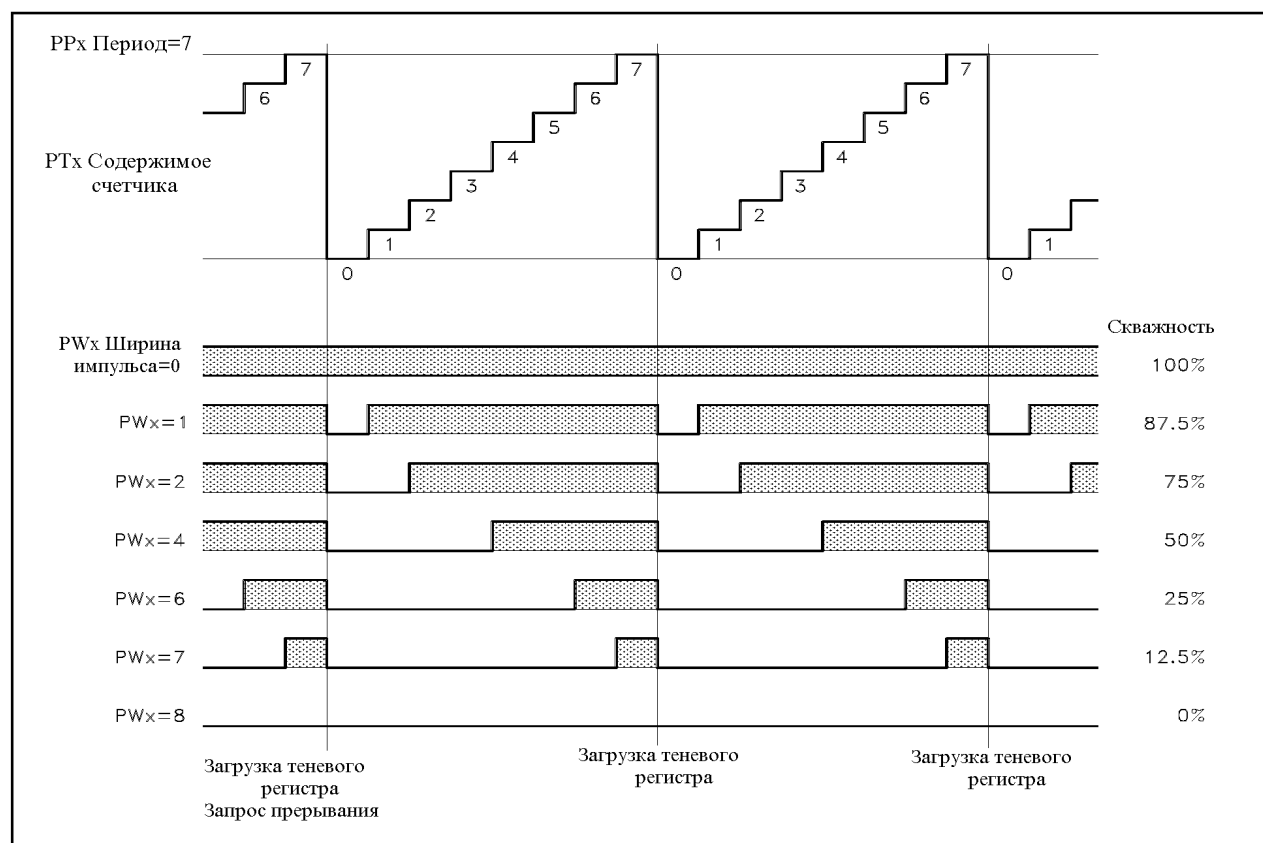 PPx Период=7
7
6
7
6
5
4
3
2
1
0
7
6
5
4
3
2
1
0
1
0
PTx Содержимое
счетчика
Скважность
PWx Ширина
импульса=0
100%
PWx=1
87.5%
PWx=2
75%
PWx=4
50%
PWx=6
25%
PWx=7
12.5%
PWx=8
0%
Загрузка теневого
регистра
Запрос прерывания
Загрузка теневого
регистра
Загрузка теневого
регистра